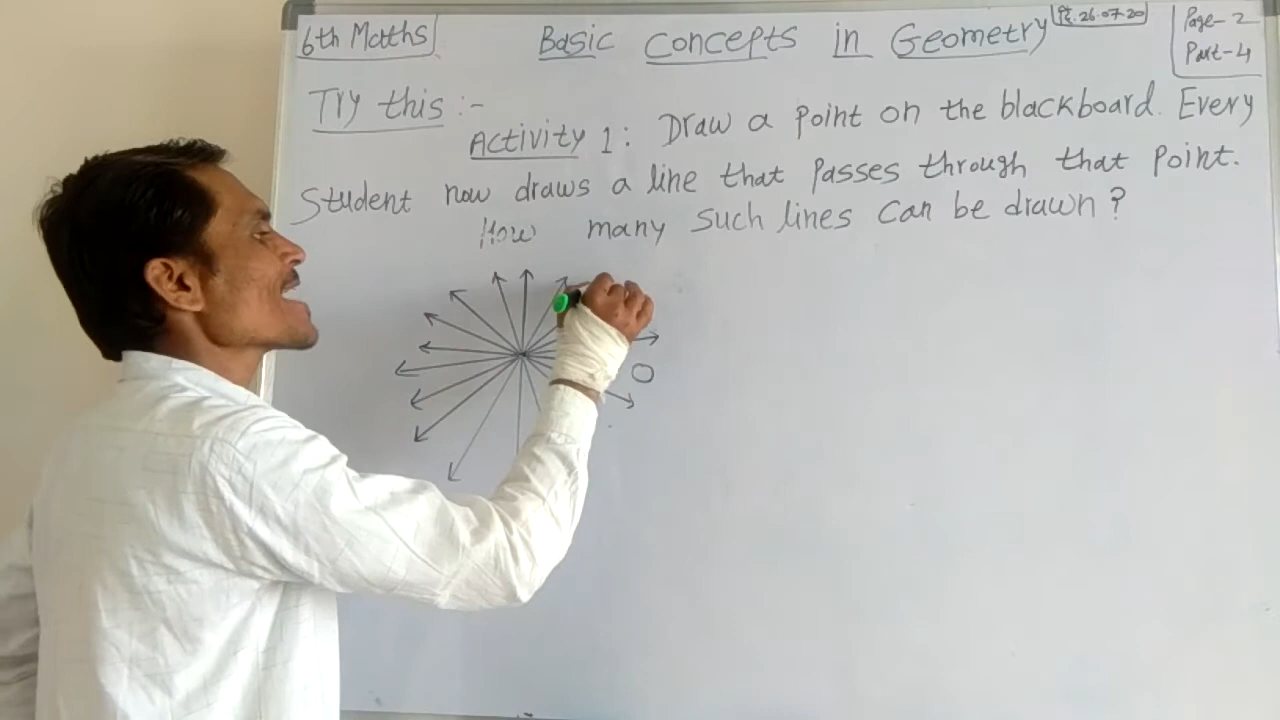 6th Maths
Basic Concepts in Geometry
दि. 26.07.20
Page-2
Part-4
Try this :-
Activity 1: Draw a point on the blackboard. Every
Student now draws a line that passes through that point.
How many such lines can be drawn?
O